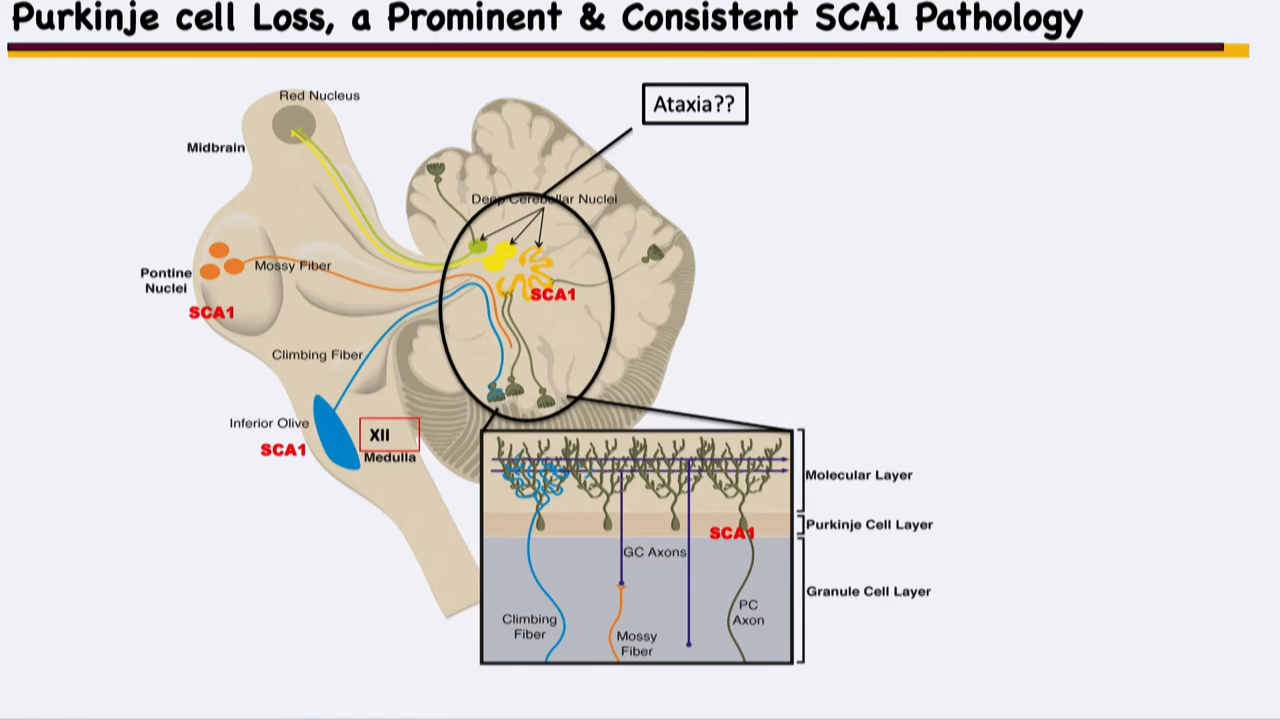 Purkinje cell Loss, a Prominent & Consistent SCA1 Pathology
Ataxia??
Red Nucleus
Midbrain
Deep Cerebellar Nuclei
Mossy Fiber
Pontine
Nuclei
SCA1
SCA1
Climbing Fiber
Inferior Olive
SCA1
XII
Medulla
Molecular Layer
Purkinje Cell Layer
SCA1
GC Axons
Granule Cell Layer
Climbing
Fiber
Mossy
Fiber
PC
Axon